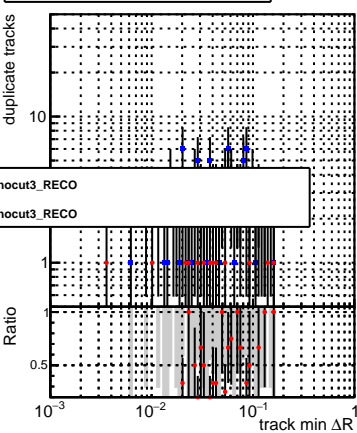 duplicate tracks
10
nocut3_RECO
nocut3_RECO
1
Ratio
1
0.5
10−3
10−2
10−1
1
track min ΔR